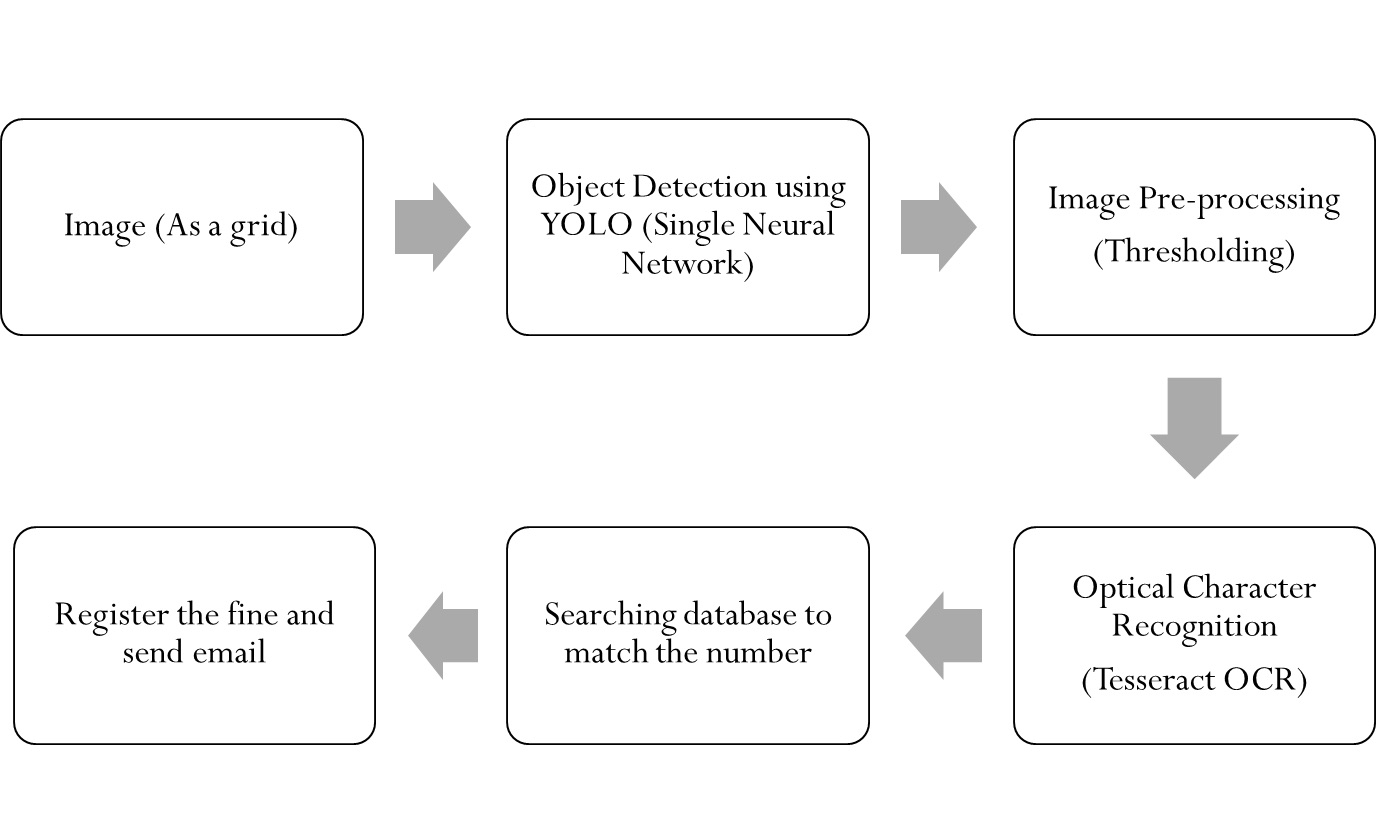 Image (As a grid)
Object Detection using
YOLO (Single Neural
Network)
Image Pre-processing
(Thresholding)
Optical Character
Recognition
(Tesseract OCR)
Searching database to
match the number
Register the fine and
send email